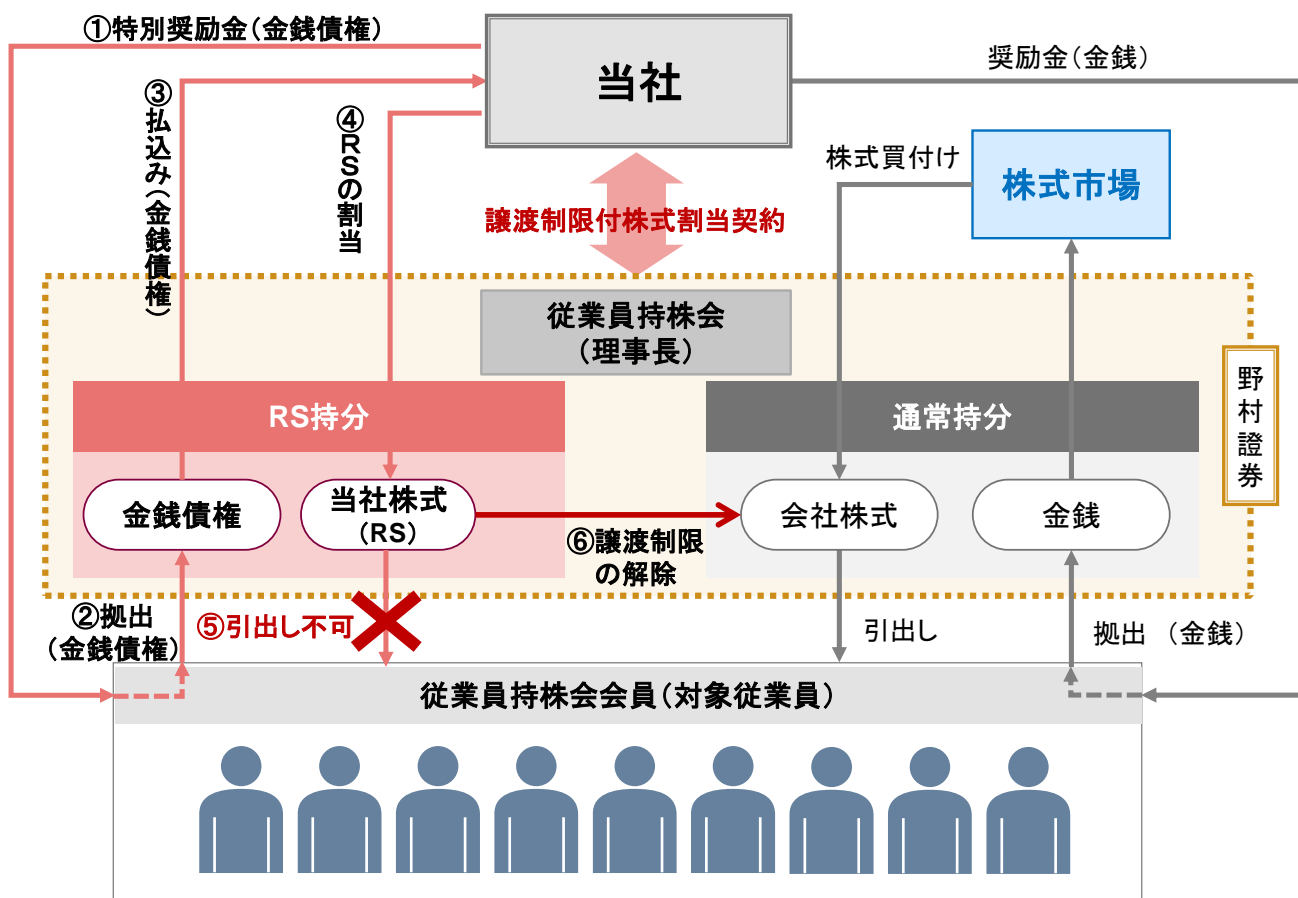 ①特別奨励金(金銭債権)
当社
奨励金(金銭)
③払込み(金銭債権)
④RSの割当
株式買付け
株式市場
譲渡制限付株式割当契約
従業員持株会
(理事長)
野村證券
RS持分
通常持分
金銭債権
当社株式
(RS)
会社株式
金銭
⑥譲渡制限
の解除
②拠出
(金銭債権)
⑤引出し不可
引出し
拠出 (金銭)
従業員持株会会員(対象従業員)